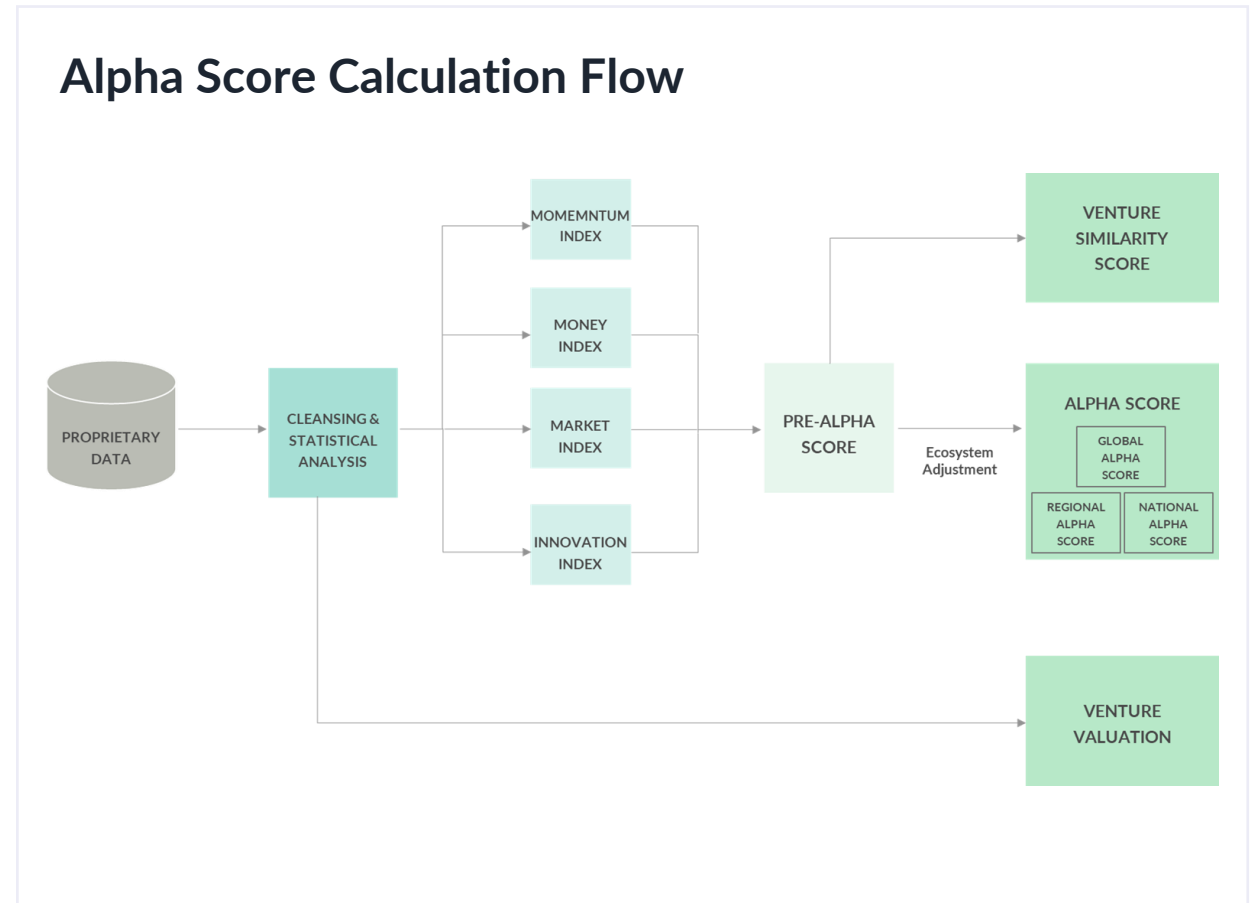 Alpha Score Calculation Flow
PROPRIETARY
DATA
CLEANSING &
STATISTICAL
ANALYSIS
MOMEMNTUM
INDEX
MONEY
INDEX
MARKET
INDEX
INNOVATION
INDEX
PRE-ALPHA
SCORE
Ecosystem
Adjustment
VENTURE
SIMILARITY
SCORE
ALPHA SCORE
GLOBAL
ALPHA
SCORE
REGIONAL
ALPHA
SCORE
NATIONAL
ALPHA
SCORE
VENTURE
VALUATION